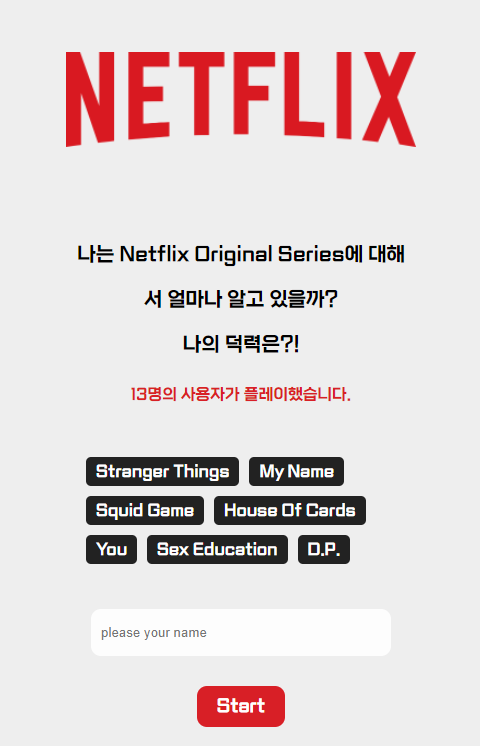 NETFLIX
나는 Netflix Original Series에 대해
서 얼마나 알고 있을까?
나의 덕력은?!
13명의 사용자가 플레이했습니다.
Stranger Things My Name
Squid Game House Of Cards
You Sex Education D.P.
please your name
Start